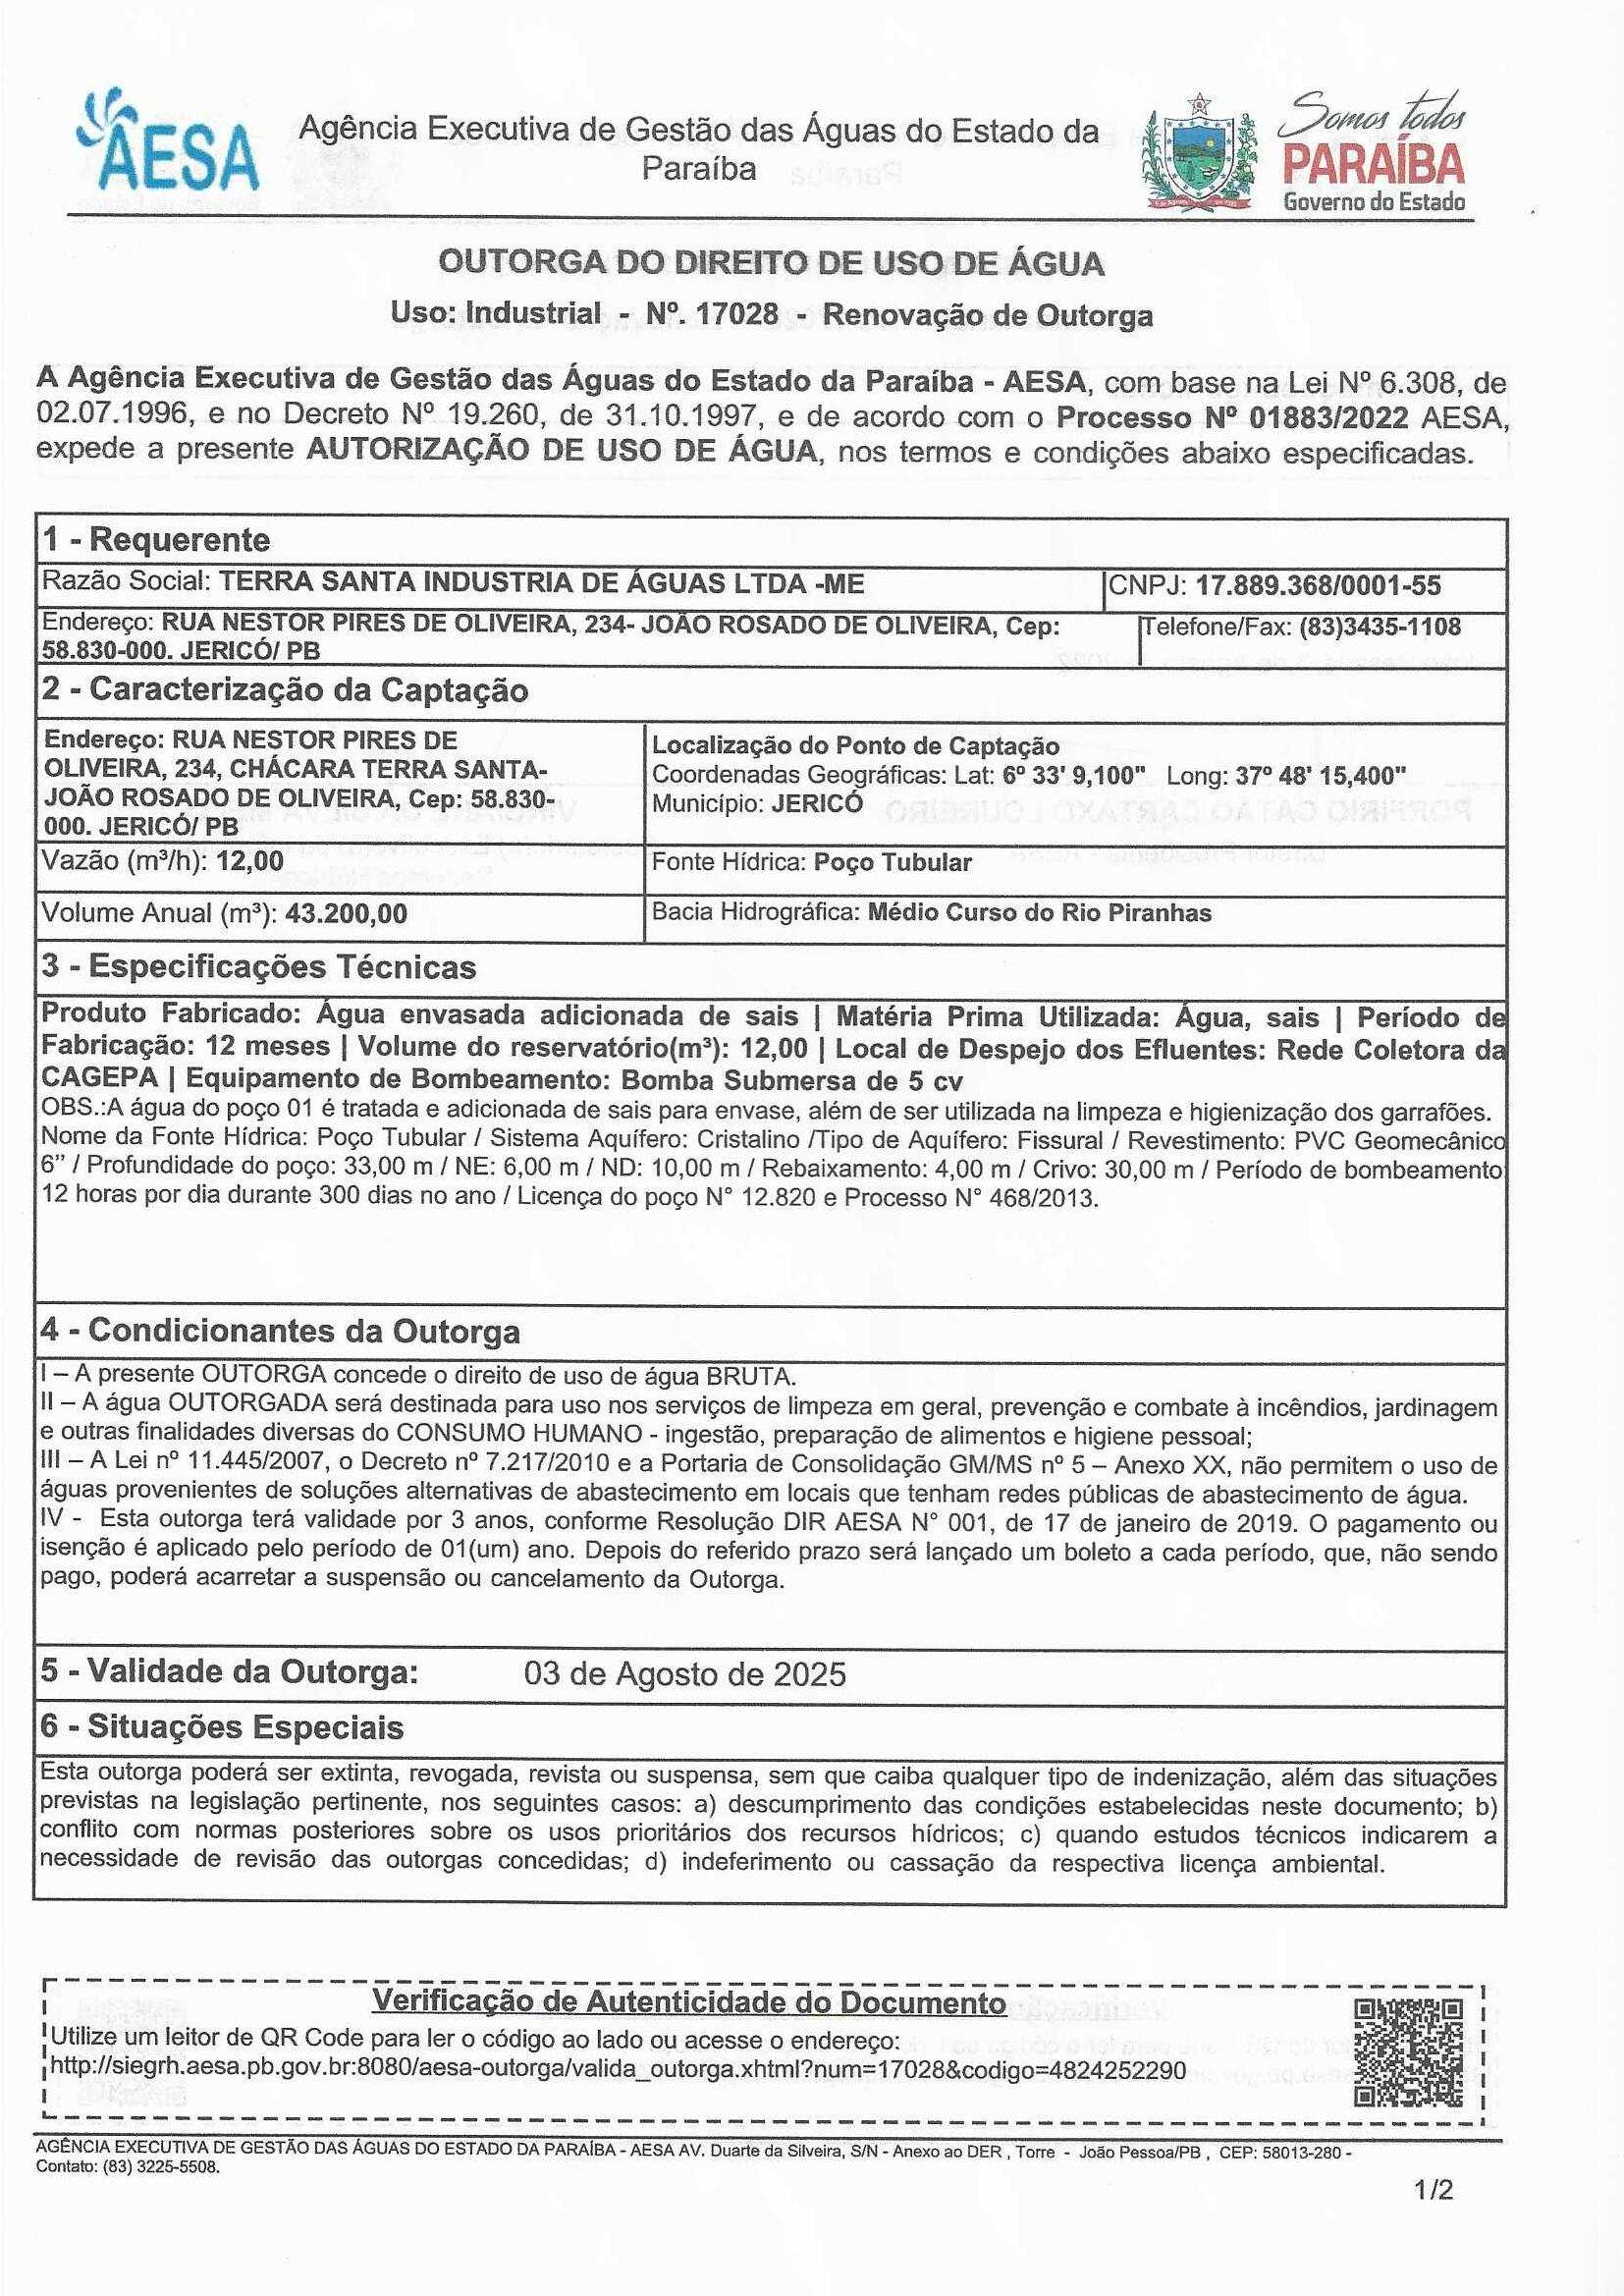 AESA
Agência Executiva de Gestão das Águas do Estado da
Paraíba
Somos todos
PARAÍBA
Governo do Estado
OUTORGA DO DIREITO DE USO DE ÁGUA
Uso: Industrial - Nº. 17028 - Renovação de Outorga
A Agência Executiva de Gestão das Águas do Estado da Paraíba - AESA, com base na Lei Nº 6.308, de
02.07.1996, e no Decreto Nº 19.260, de 31.10.1997, e de acordo com o Processo Nº 01883/2022 AESA,
expede a presente AUTORIZAÇÃO DE USO DE ÁGUA, nos termos e condições abaixo especificadas.
1 - Requerente
Razão Social: TERRA SANTA INDUSTRIA DE ÁGUAS LTDA -ME CNPJ: 17.889.368/0001-55
Endereço: RUA NESTOR PIRES DE OLIVEIRA, 234- JOÃO ROSADO DE OLIVEIRA, Cep: Telefone/Fax: (83)3435-1108
58.830-000. JERICÓ/ PB
2 - Caracterização da Captação
Endereço: RUA NESTOR PIRES DE
OLIVEIRA, 234, CHÁCARA TERRA SANTA-
JOÃO ROSADO DE OLIVEIRA, Cep: 58.830-
000. JERICÓ/ PB
Localização do Ponto de Captação
Coordenadas Geográficas: Lat: 6º 33' 9,100" Long: 37º 48' 15,400"
Município: JERICÓ
Vazão (m³/h): 12,00 Fonte Hídrica: Poço Tubular
Volume Anual (m³): 43.200,00 Bacia Hidrográfica: Médio Curso do Rio Piranhas
3 - Especificações Técnicas
Produto Fabricado: Água envasada adicionada de sais | Matéria Prima Utilizada: Água, sais | Período de
Fabricação: 12 meses | Volume do reservatório(m³): 12,00 | Local de Despejo dos Efluentes: Rede Coletora da
CAGEPA | Equipamento de Bombeamento: Bomba Submersa de 5 cv
OBS.:A água do poço 01 é tratada e adicionada de sais para envase, além de ser utilizada na limpeza e higienização dos garrafões.
Nome da Fonte Hídrica: Poço Tubular / Sistema Aquífero: Cristalino /Tipo de Aquífero: Fissural / Revestimento: PVC Geomecânico
6” / Profundidade do poço: 33,00 m / NE: 6,00 m / ND: 10,00 m / Rebaixamento: 4,00 m / Crivo: 30,00 m / Período de bombeamento
12 horas por dia durante 300 dias no ano / Licença do poço N° 12.820 e Processo N° 468/2013.
4 - Condicionantes da Outorga
I – A presente OUTORGA concede o direito de uso de água BRUTA.
II – A água OUTORGADA será destinada para uso nos serviços de limpeza em geral, prevenção e combate à incêndios, jardinagem
e outras finalidades diversas do CONSUMO HUMANO - ingestão, preparação de alimentos e higiene pessoal;
III – A Lei nº 11.445/2007, o Decreto nº 7.217/2010 e a Portaria de Consolidação GM/MS nº 5 – Anexo XX, não permitem o uso de
águas provenientes de soluções alternativas de abastecimento em locais que tenham redes públicas de abastecimento de água.
IV - Esta outorga terá validade por 3 anos, conforme Resolução DIR AESA N° 001, de 17 de janeiro de 2019. O pagamento ou
isenção é aplicado pelo período de 01(um) ano. Depois do referido prazo será lançado um boleto a cada período, que, não sendo
pago, poderá acarretar a suspensão ou cancelamento da Outorga.
5 - Validade da Outorga: 03 de Agosto de 2025
6 - Situações Especiais
Esta outorga poderá ser extinta, revogada, revista ou suspensa, sem que caiba qualquer tipo de indenização, além das situações
previstas na legislação pertinente, nos seguintes casos: a) descumprimento das condições estabelecidas neste documento; b)
conflito com normas posteriores sobre os usos prioritários dos recursos hídricos; c) quando estudos técnicos indicarem a
necessidade de revisão das outorgas concedidas; d) indeferimento ou cassação da respectiva licença ambiental.
Verificação de Autenticidade do Documento
Utilize um leitor de QR Code para ler o código ao lado ou acesse o endereço:
http://siegrh.aesa.pb.gov.br:8080/aesa-outorga/valida_outorga.xhtml?num=17028&codigo=4824252290
AGÊNCIA EXECUTIVA DE GESTÃO DAS ÁGUAS DO ESTADO DA PARAÍBA - AESA AV. Duarte da Silveira, S/N - Anexo ao DER , Torre - João Pessoa/PB , CEP: 58013-280 -
Contato: (83) 3225-5508.
1/2